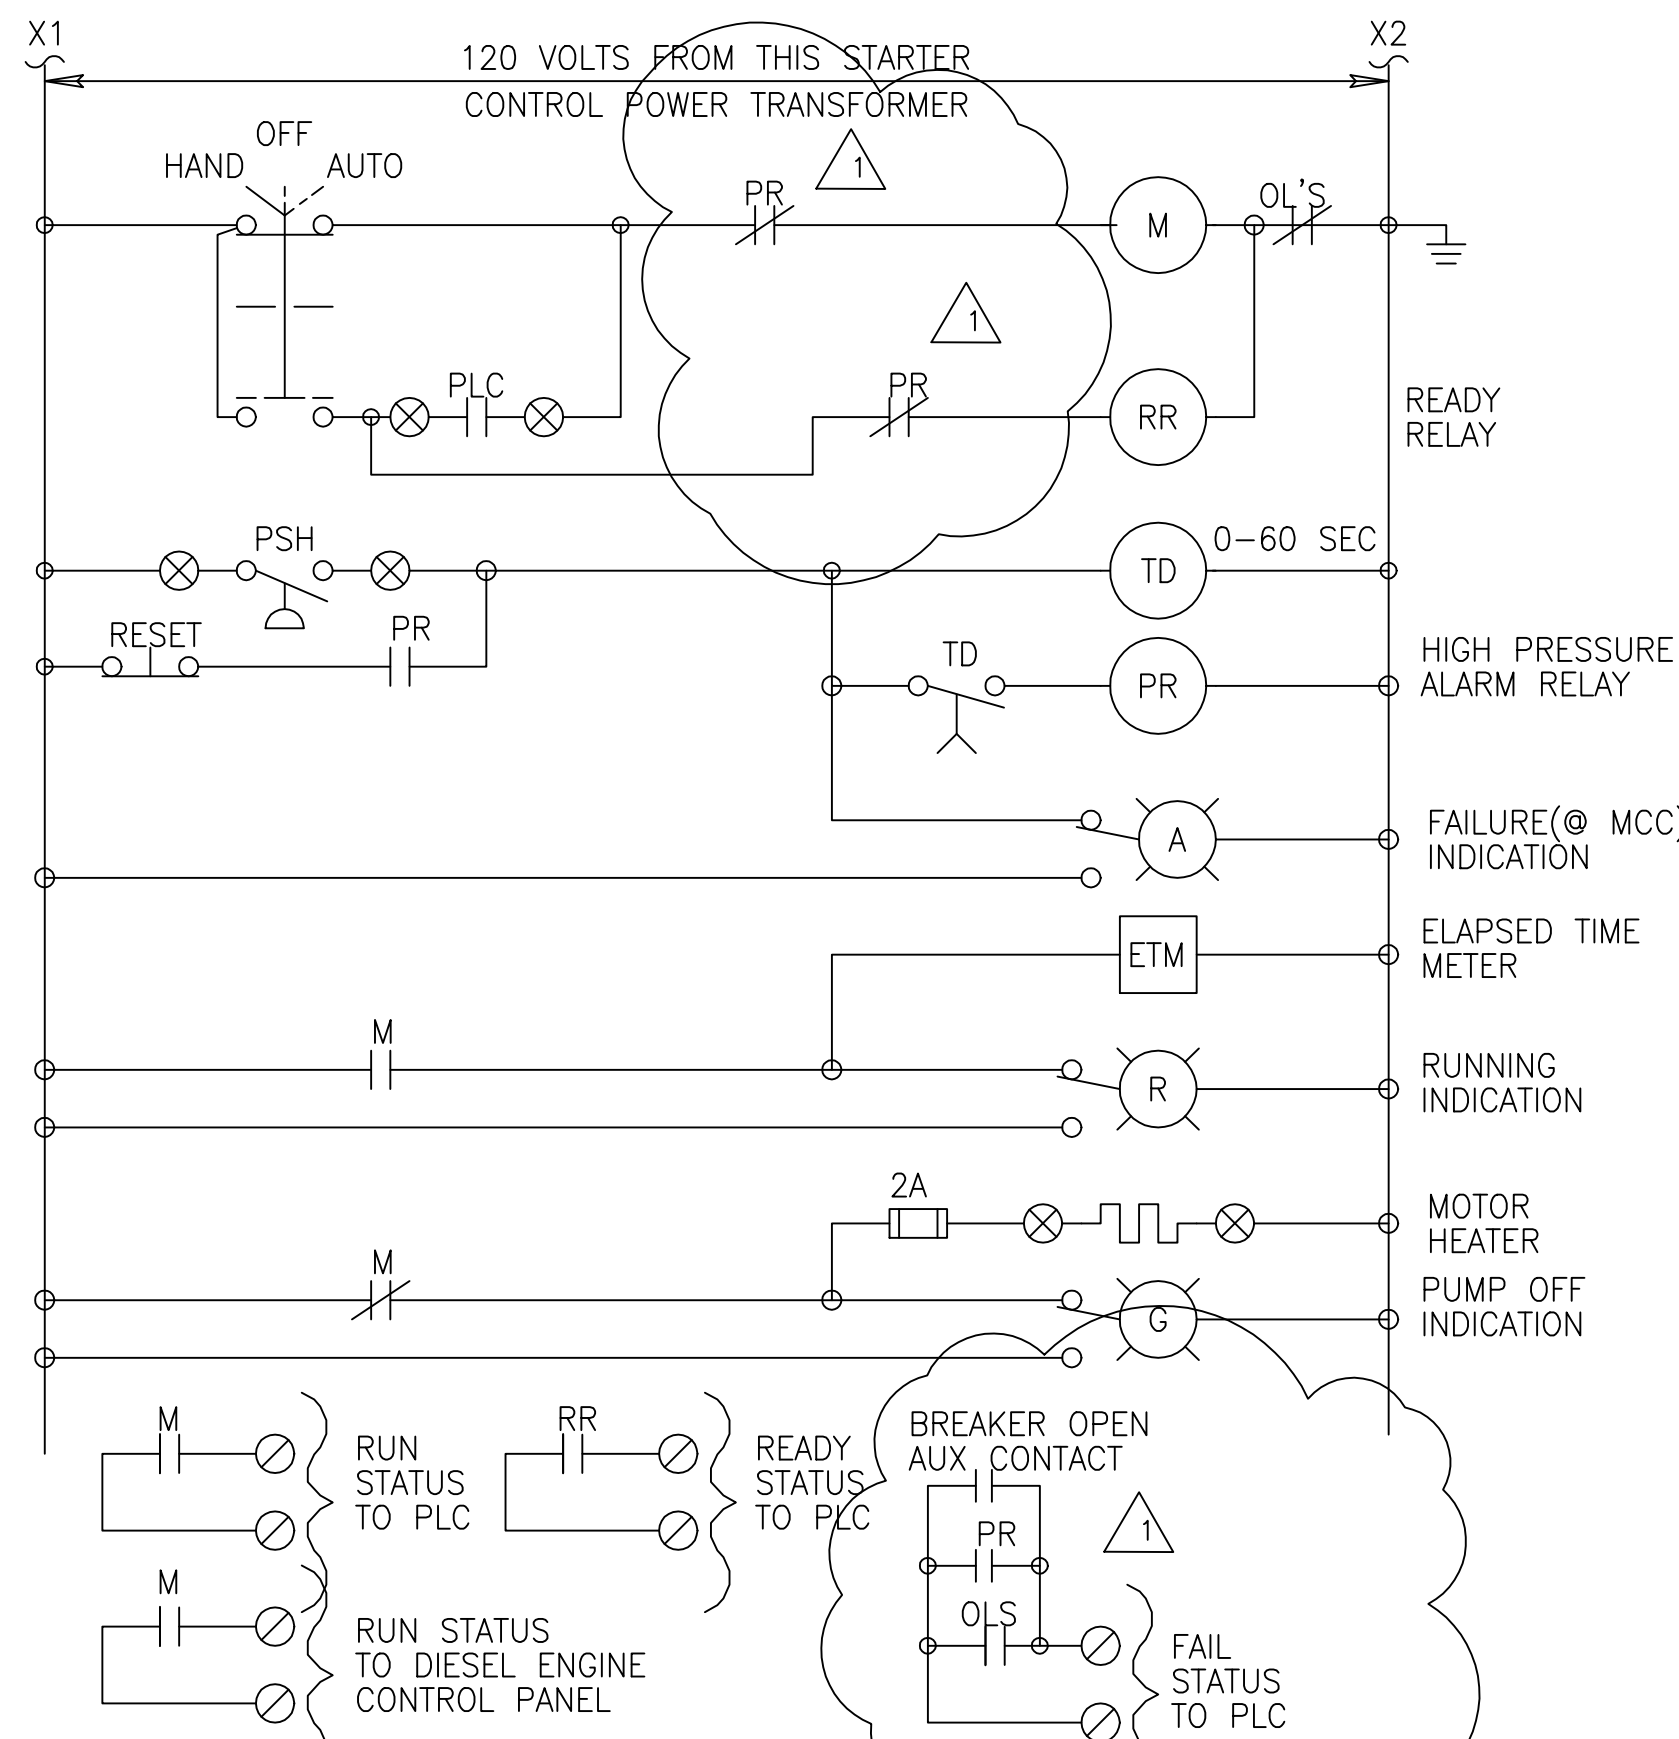 X1
X2
120 VOLTS FROM THIS STARTER
CONTROL POWER TRANSFORMER
OFF
HAND
AUTO
1
PR
M
OL'S
1
PLC
PR
RR
READY
RELAY
PSH
TD
0-60 SEC
RESET
PR
TD
PR
HIGH PRESSURE
ALARM RELAY
A
FAILURE(@ MCC)
INDICATION
ETM
ELAPSED TIME
METER
M
R
RUNNING
INDICATION
2A
MOTOR
HEATER
M
G
PUMP OFF
INDICATION
M
RUN
STATUS
TO PLC
RR
READY
STATUS
TO PLC
BREAKER OPEN
AUX CONTACT
PR
1
OLS
FAIL
STATUS
TO PLC
M
RUN STATUS
TO DIESEL ENGINE
CONTROL PANEL